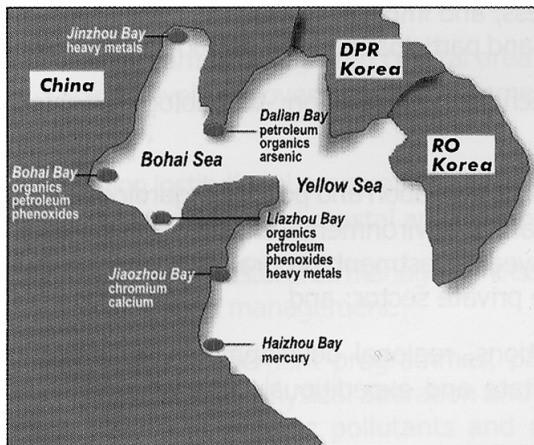 Jinzhou Bay
heavy metals
DPR
Korea
China
Dalian Bay
petroleum
organics
arsenic
RO
Korea
Bohai Sea
Bohai Bay
organics
petroleum
phenoxides
Yellow Sea
Liazhou Bay
organics
petroleum
phenoxides
heavy metals
Jiaozhou Bay
chromium
calcium
Haizhou Bay
mercury